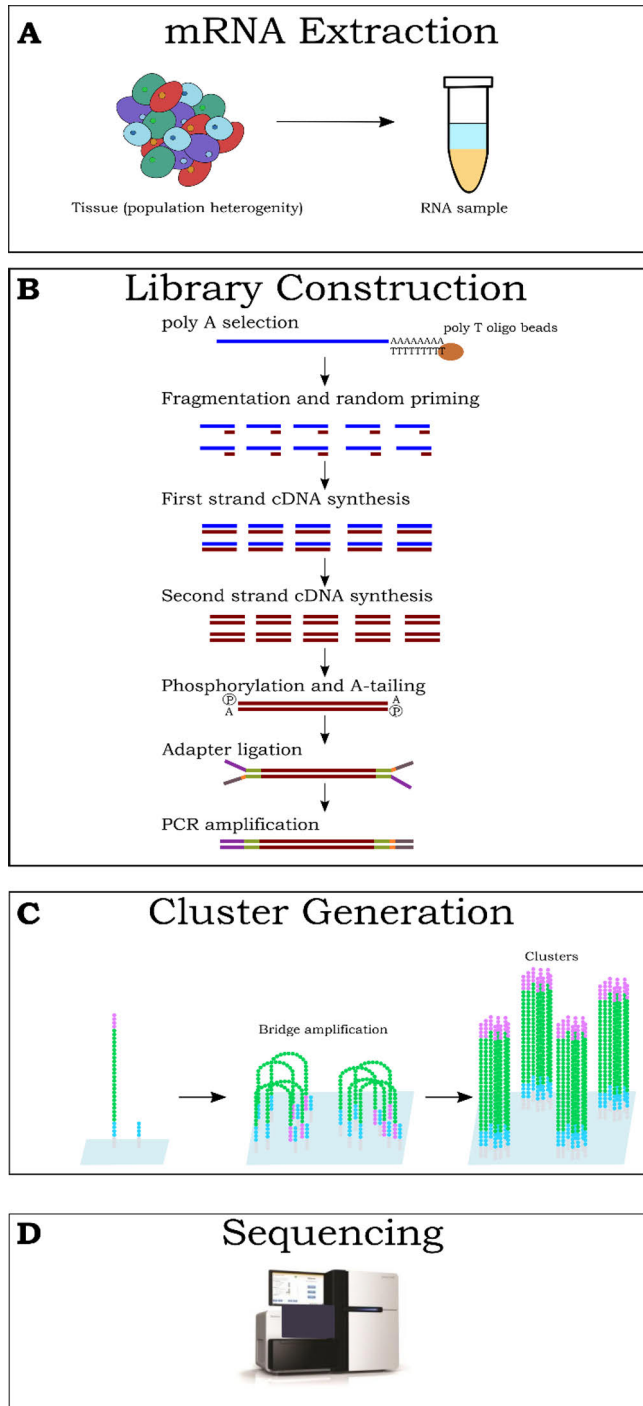 A
mRNA Extraction
Tissue (population heterogenity)
RNA sample
B
Library Construction
poly A selection
poly T oligo beads
AAAAAAAA
TTTTTTTTT
Fragmentation and random priming
First strand cDNA synthesis
Second strand cDNA synthesis
Phosphorylation and A-tailing
P A
A P
Adapter ligation
PCR amplification
C
Cluster Generation
Clusters
Bridge amplification
D
Sequencing